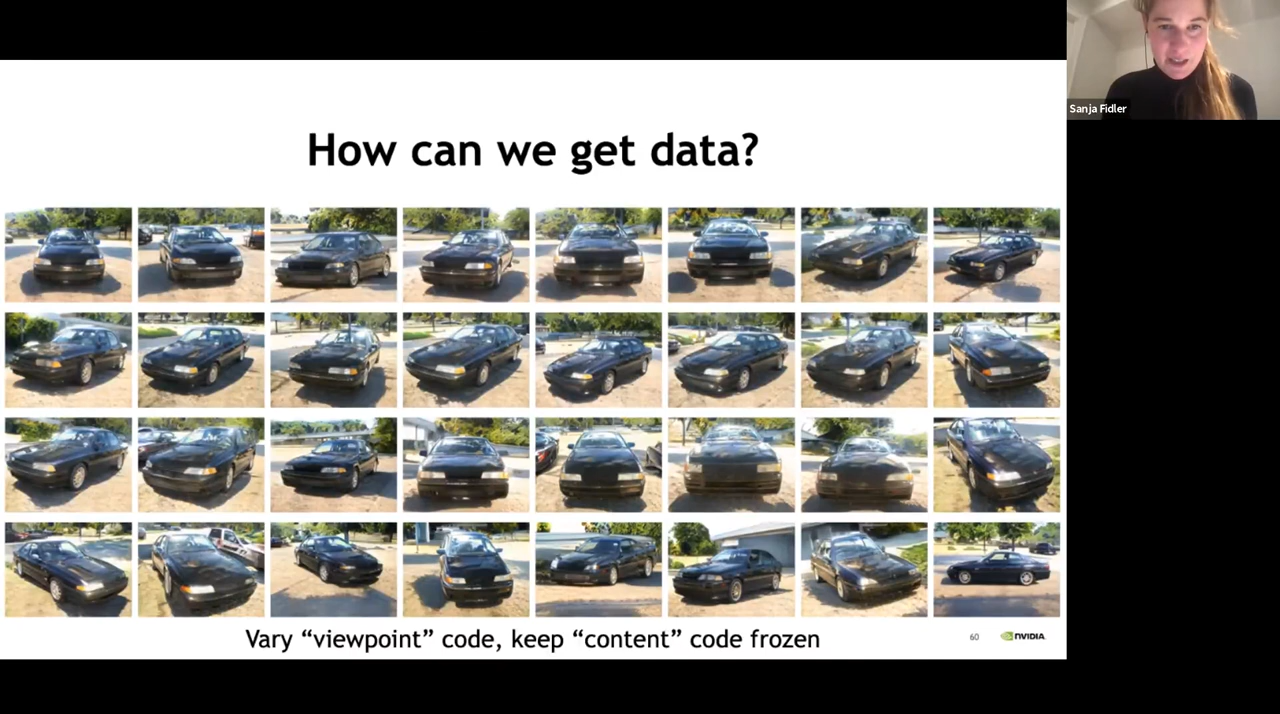 How can we get data?
Sanja Fidler
Vary “viewpoint” code, keep “content” code frozen
60
NVIDIA